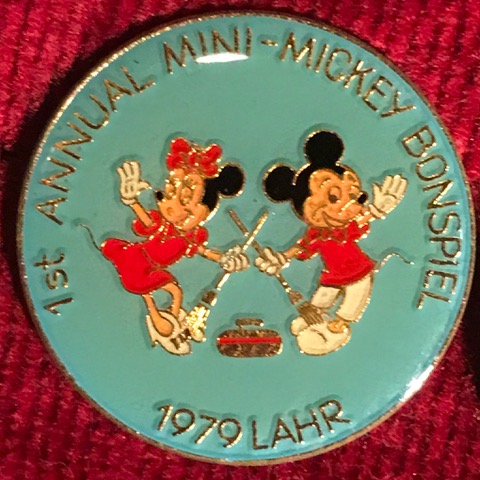 1st ANNUAL MINI-MICKEY BONSPIEL
1979 LAHR